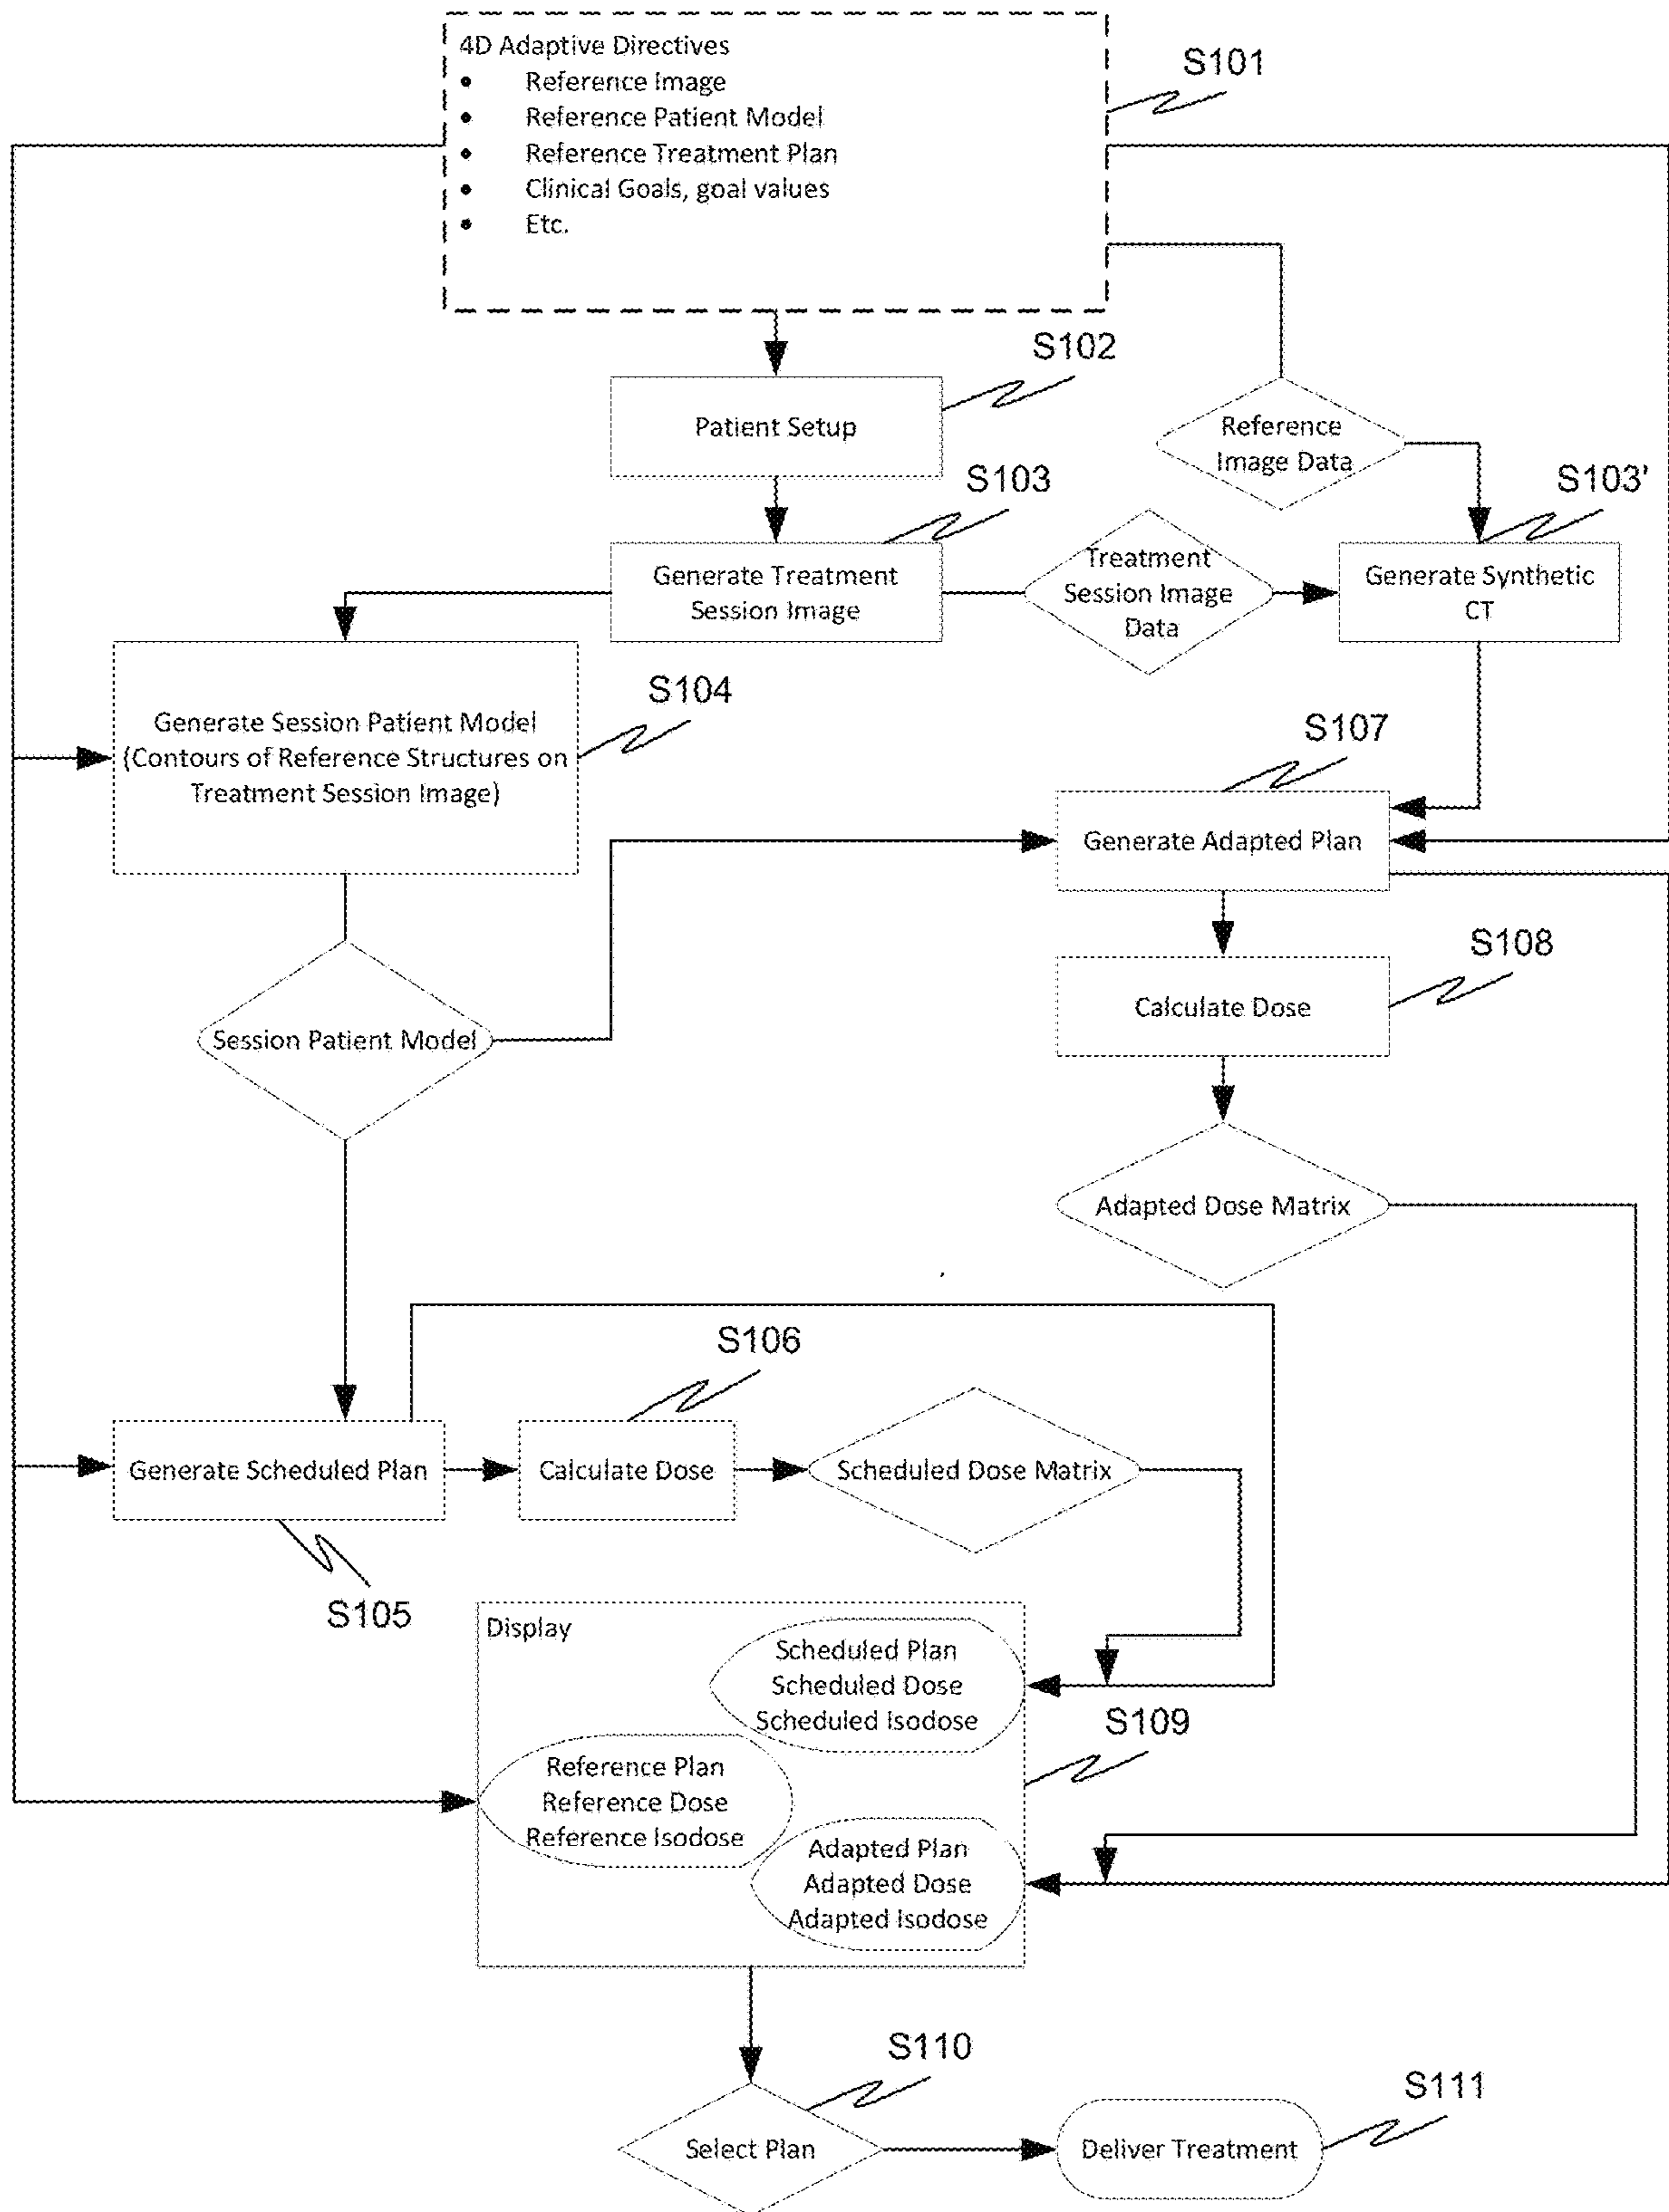 4D Adaptive Directives
• Reference Image
• Reference Patient Model
• Reference Treatment Plan
• Clinical Goals, goal values
• Etc.
S101
S102
Patient Setup
Reference
Image Data
S103
S103'
Generate Treatment
Session Image
Treatment
Session Image
Data
Generate Synthetic
CT
S104
Generate Session Patient Model
(Contours of Reference Structures on
Treatment Session Image)
S107
Generate Adapted Plan
S108
Calculate Dose
Session Patient Model
Adapted Dose Matrix
S106
Generate Scheduled Plan
Calculate Dose
Scheduled Dose Matrix
S105
Display
Scheduled Plan
Scheduled Dose
Scheduled Isodose
S109
Reference Plan
Reference Dose
Reference Isodose
Adapted Plan
Adapted Dose
Adapted Isodose
S110
Select Plan
S111
Deliver Treatment